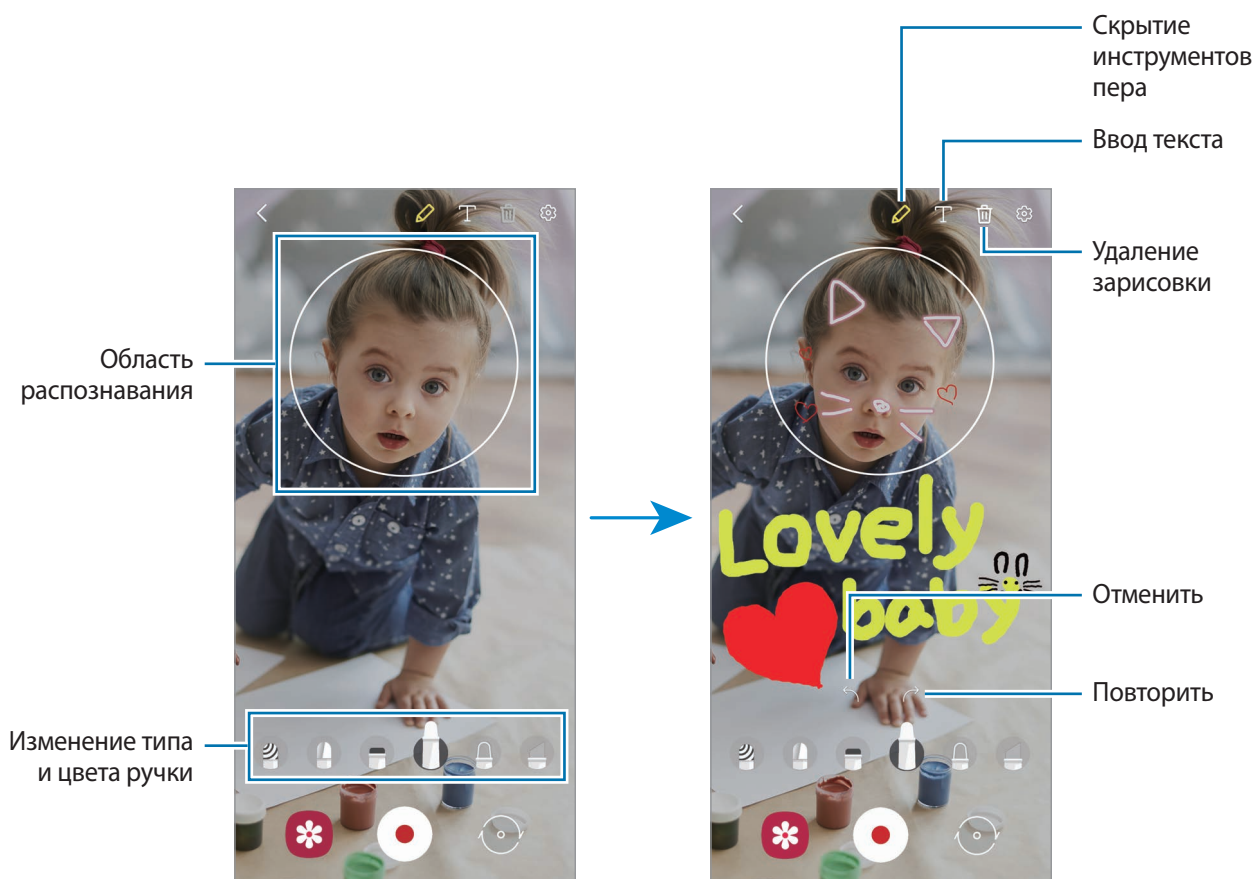 Скрытие
инструментов
пера
Ввод текста
Удаление
зарисовки
Область
распознавания
Lovely
baby
Отменить
Повторить
Изменение типа
и цвета ручки